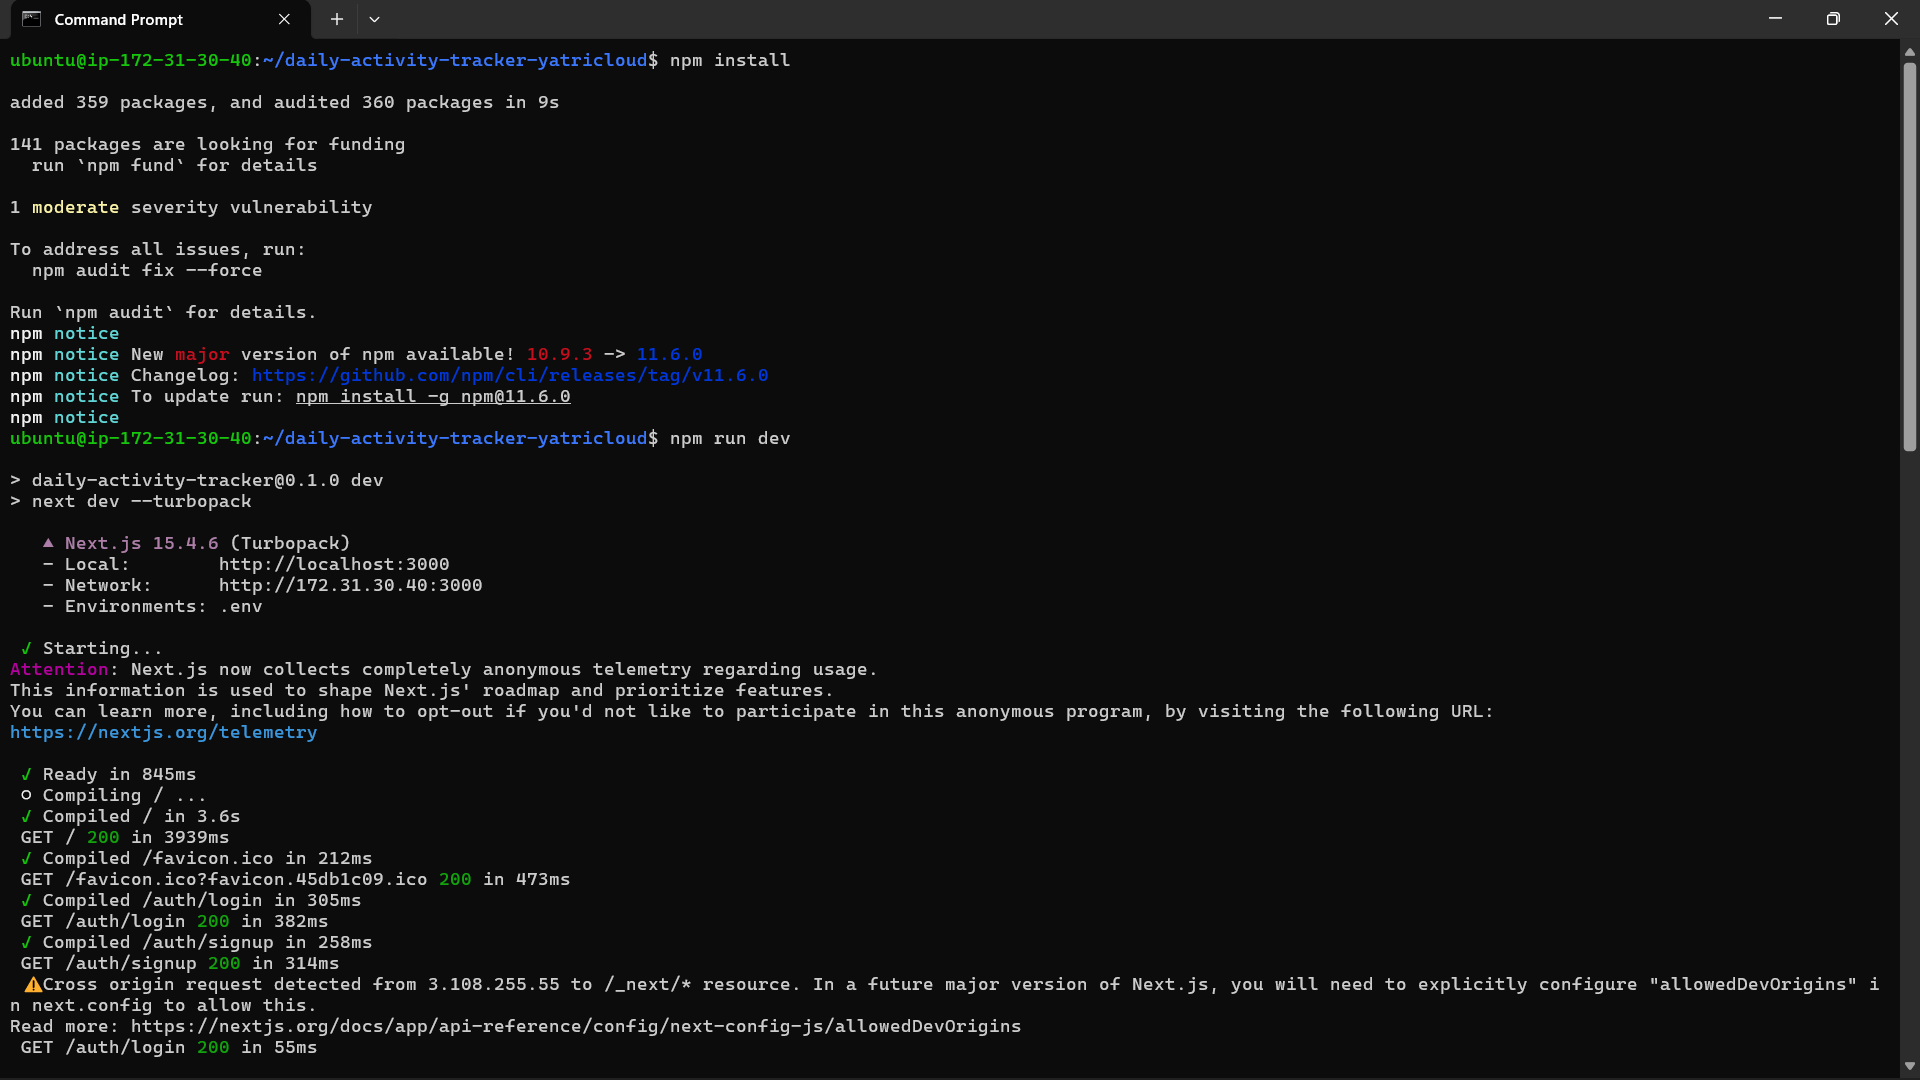 Command Prompt
ubuntu@ip-172-31-30-40:~/daily-activity-tracker-yatricloud$ npm install
added 359 packages, and audited 360 packages in 9s
141 packages are looking for funding
  run `npm fund` for details
1 moderate severity vulnerability
To address all issues, run:
  npm audit fix --force
Run `npm audit` for details.
npm notice
npm notice New major version of npm available! 10.9.3 -> 11.6.0
npm notice Changelog: https://github.com/npm/cli/releases/tag/v11.6.0
npm notice To update run: npm install -g npm@11.6.0
npm notice
ubuntu@ip-172-31-30-40:~/daily-activity-tracker-yatricloud$ npm run dev
> daily-activity-tracker@0.1.0 dev
> next dev --turbopack
   ▲ Next.js 15.4.6 (Turbopack)
   - Local:        http://localhost:3000
   - Network:      http://172.31.30.40:3000
   - Environments: .env
 ✓ Starting...
Attention: Next.js now collects completely anonymous telemetry regarding usage.
This information is used to shape Next.js' roadmap and prioritize features.
You can learn more, including how to opt-out if you'd not like to participate in this anonymous program, by visiting the following URL:
https://nextjs.org/telemetry
 ✓ Ready in 845ms
 ○ Compiling / ...
 ✓ Compiled / in 3.6s
 GET / 200 in 3939ms
 ✓ Compiled /favicon.ico in 212ms
 GET /favicon.ico?favicon.45db1c09.ico 200 in 473ms
 ✓ Compiled /auth/login in 305ms
 GET /auth/login 200 in 382ms
 ✓ Compiled /auth/signup in 258ms
 GET /auth/signup 200 in 314ms
 ⚠Cross origin request detected from 3.108.255.55 to /_next/* resource. In a future major version of Next.js, you will need to explicitly configure "allowedDevOrigins" i
n next.config to allow this.
Read more: https://nextjs.org/docs/app/api-reference/config/next-config-js/allowedDevOrigins
 GET /auth/login 200 in 55ms